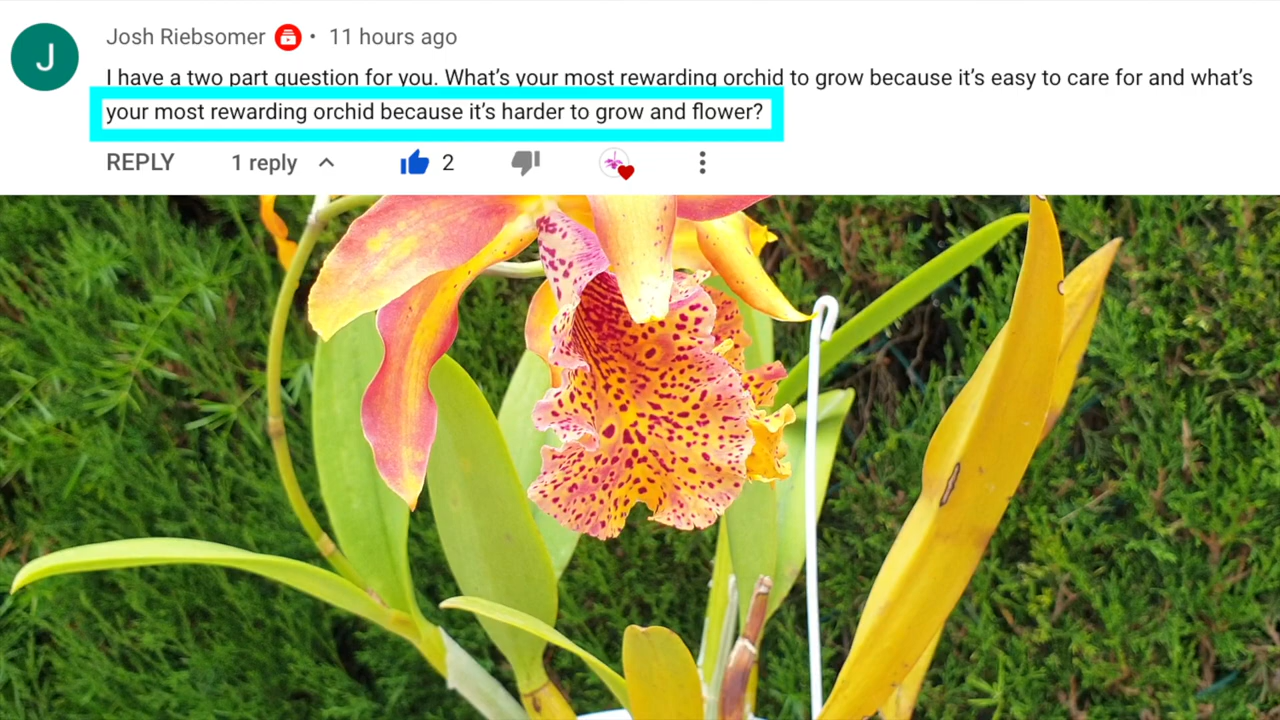 J
Josh Riebsomer • 11 hours ago
I have a two part question for you. What's your most rewarding orchid to grow because it's easy to care for and what's
your most rewarding orchid because it's harder to grow and flower?
REPLY 1 reply 2